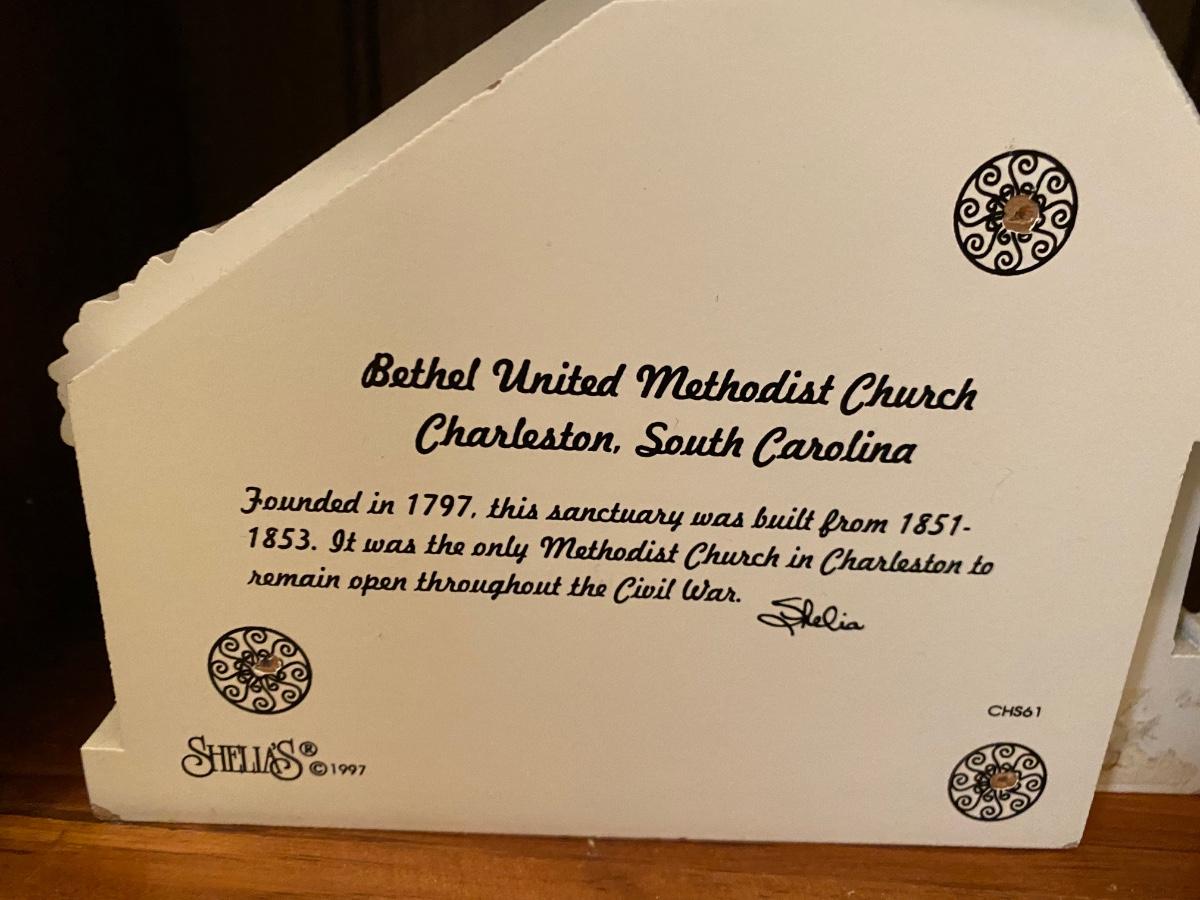 Bethel United Methodist Church
Charleston, South Carolina
Founded in 1797, this sanctuary was built from 1851-
1853. It was the only Methodist Church in Charleston to
remain open throughout the Civil War.
Shelia
CHS61
SHELIA'S® ©1997